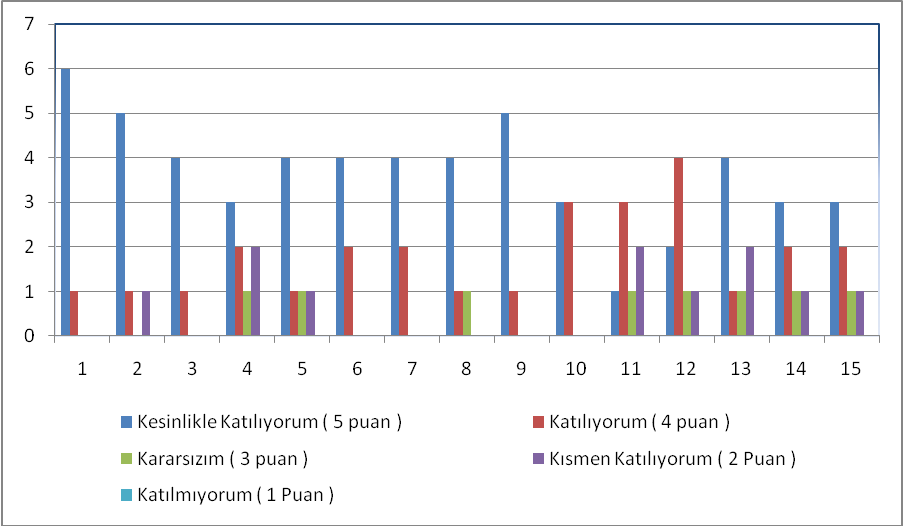 7
6
5
4
3
2
1
0
1 2 3 4 5 6 7 8 9 10 11 12 13 14 15
Kesinlikle Katılıyorum ( 5 puan ) Katılıyorum ( 4 puan )
Kararsızım ( 3 puan ) Kısmen Katılıyorum ( 2 Puan )
Katılmıyorum ( 1 Puan )